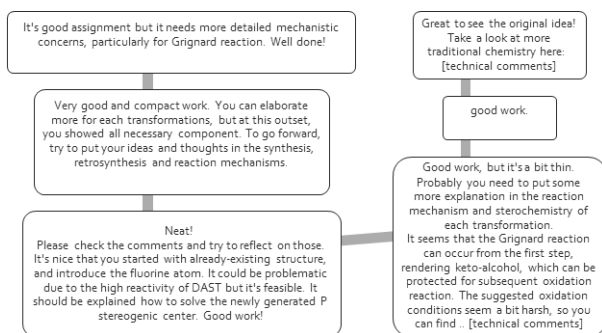 It's good assignment but it needs more detailed mechanistic
concerns, particularly for Grignard reaction. Well done!
Very good and compact work. You can elaborate
more for each transformations, but at this outset,
you showed all necessary component. To go forward,
try to put your ideas and thoughts in the synthesis,
retrosynthesis and reaction mechanisms.
Neat!
Please check the comments and try to reflect on those.
It's nice that you started with already-existing structure,
and introduce the fluorine atom. It could be problematic
due to the high reactivity of DAST but it's feasible. It
should be explained how to solve the newly generated P
stereogenic center. Good work!
Great to see the original idea!
Take a look at more
traditional chemistry here:
[technical comments]
good work.
Good work, but it's a bit thin.
Probably you need to put some
more explanation in the reaction
mechanism and sterochemistry of
each transformation.
It seems that the Grignard reaction
can occur from the first step,
rendering keto-alcohol, which can be
protected for subsequent oxidation
reaction. The suggested oxidation
conditions seem a bit harsh, so you
can find .. [technical comments]